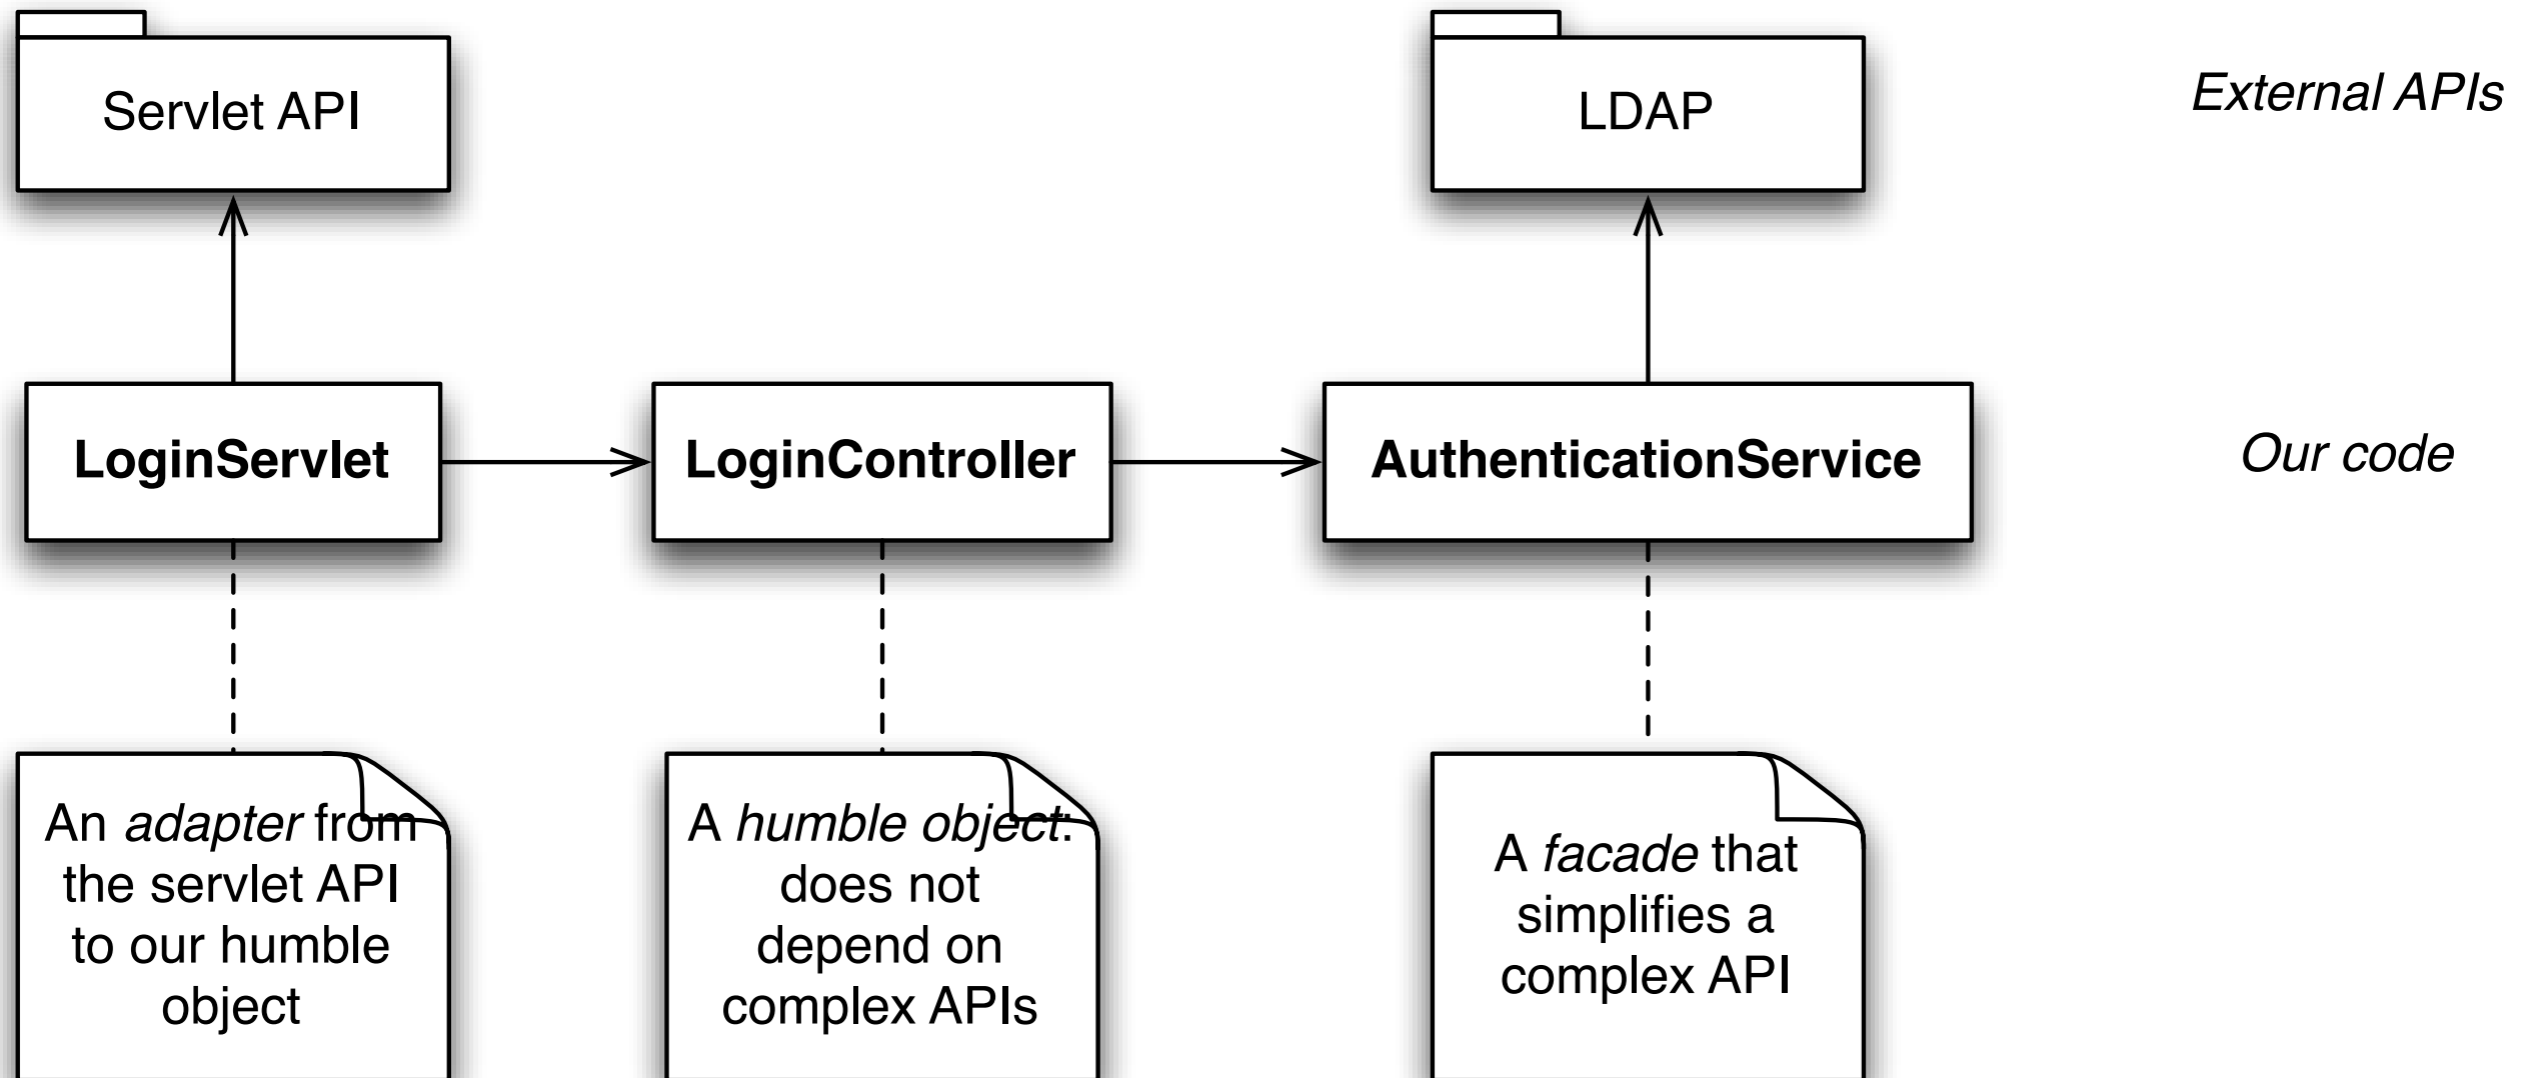 Servlet API
LDAP
External APIs
LoginServlet
LoginController
AuthenticationService
Our code
An adapter from
the servlet API
to our humble
object
A humble object:
does not
depend on
complex APIs
A facade that
simplifies a
complex API